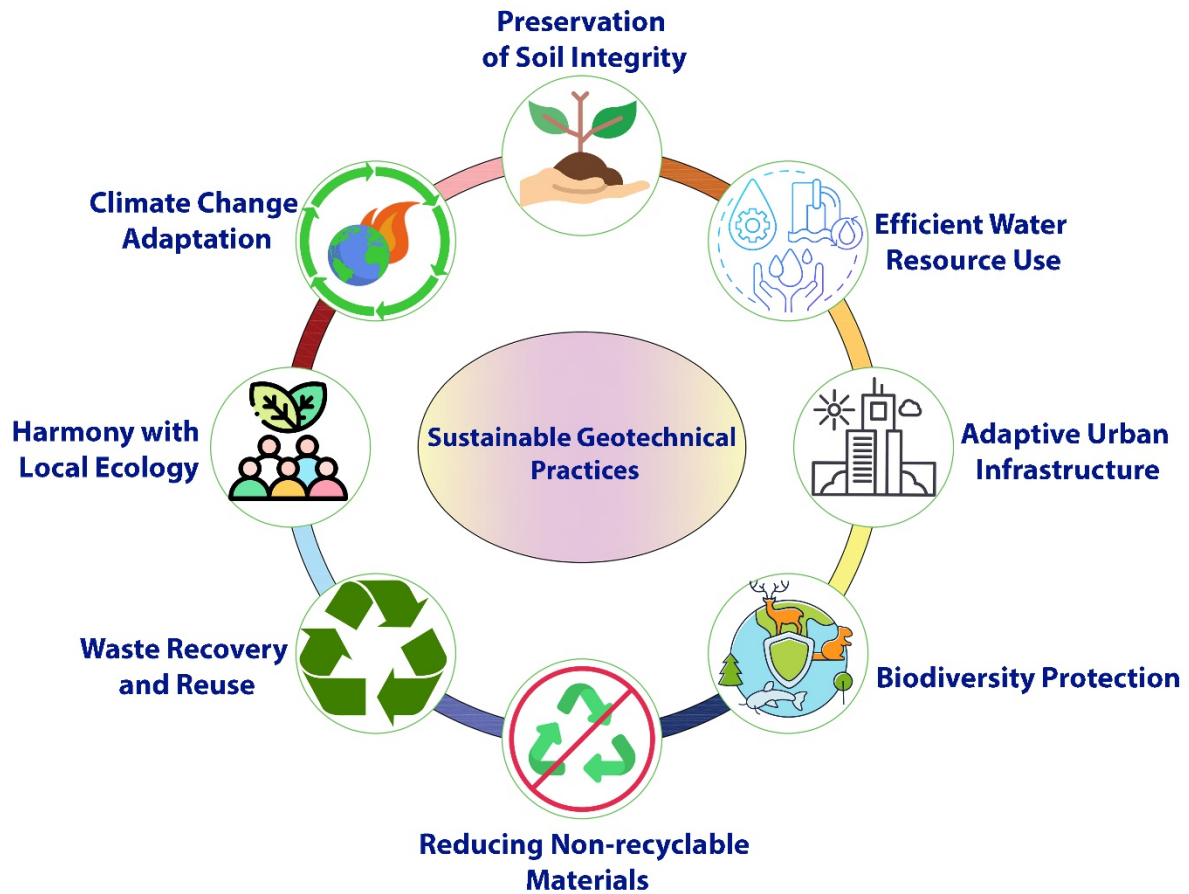 Preservation
of Soil Integrity
Climate Change
Adaptation
Efficient Water
Resource Use
Harmony with
Local Ecology
Sustainable Geotechnical
Practices
Adaptive Urban
Infrastructure
Waste Recovery
and Reuse
Biodiversity Protection
Reducing Non-recyclable
Materials